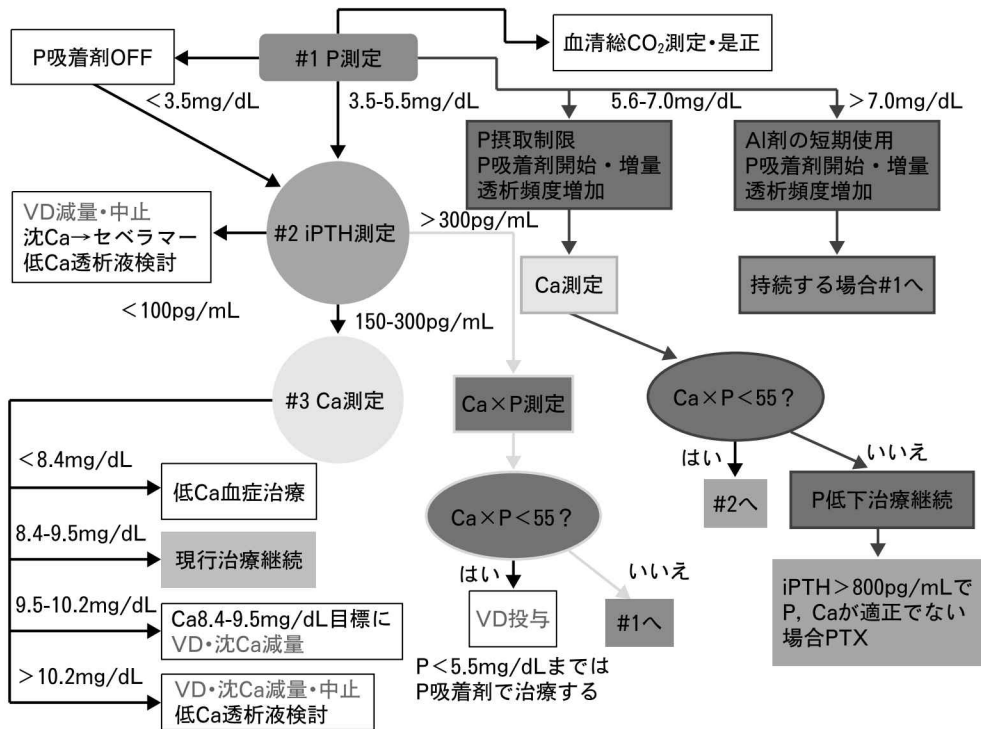 P吸着剤OFF
#1 P測定
血清総CO₂測定・是正
＜3.5mg/dL
3.5-5.5mg/dL
5.6-7.0mg/dL
＞7.0mg/dL
P摂取制限
P吸着剤開始・増量
透析頻度増加
Al剤の短期使用
P吸着剤開始・増量
透析頻度増加
VD減量・中止
沈Ca→セベラマー
低Ca透析液検討
#2 iPTH測定
＞300pg/mL
Ca測定
持続する場合#1へ
＜100pg/mL
150-300pg/mL
#3 Ca測定
Ca×P測定
Ca×P＜55？
はい
いいえ
#2へ
P低下治療継続
iPTH＞800pg/mLで
P, Caが適正でない
場合PTX
＜8.4mg/dL
低Ca血症治療
8.4-9.5mg/dL
現行治療継続
9.5-10.2mg/dL
Ca8.4-9.5mg/dL目標に
VD・沈Ca減量
＞10.2mg/dL
VD・沈Ca減量・中止
低Ca透析液検討
Ca×P＜55？
はい
いいえ
VD投与
#1へ
P＜5.5mg/dLまでは
P吸着剤で治療する